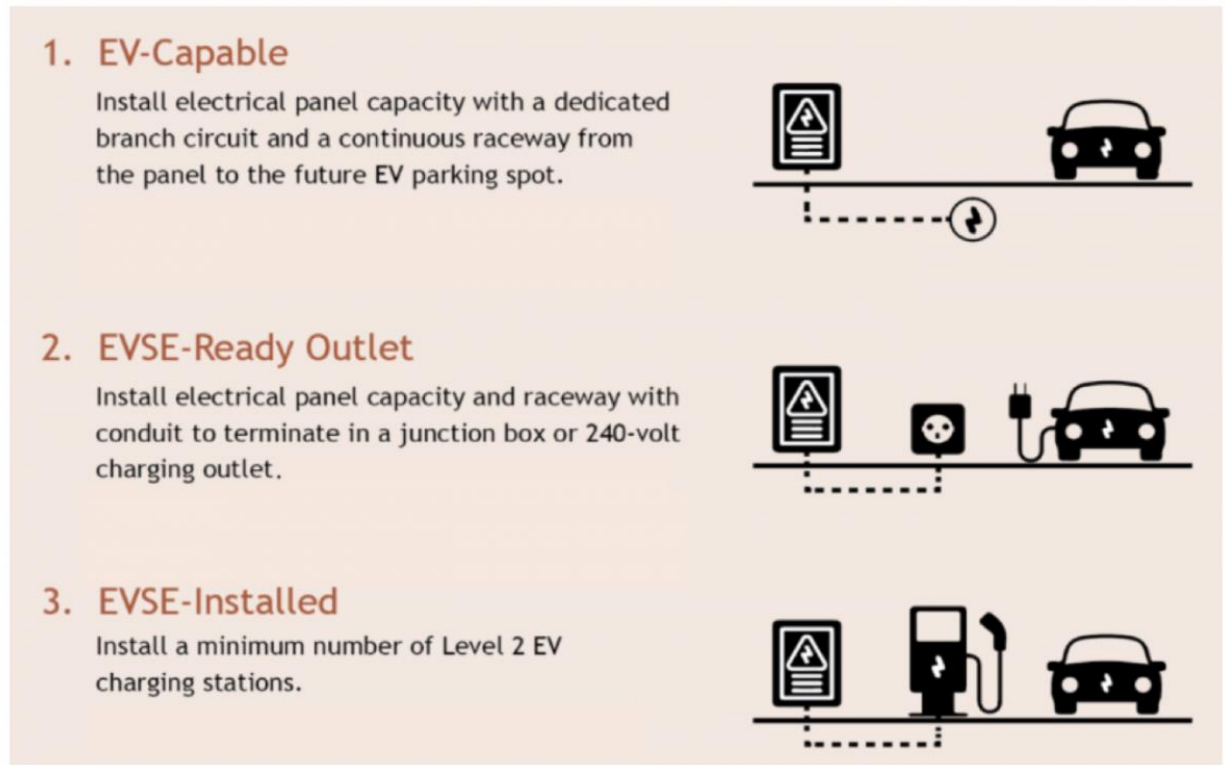 1. EV-Capable
Install electrical panel capacity with a dedicated
branch circuit and a continuous raceway from
the panel to the future EV parking spot.
2. EVSE-Ready Outlet
Install electrical panel capacity and raceway with
conduit to terminate in a junction box or 240-volt
charging outlet.
3. EVSE-Installed
Install a minimum number of Level 2 EV
charging stations.